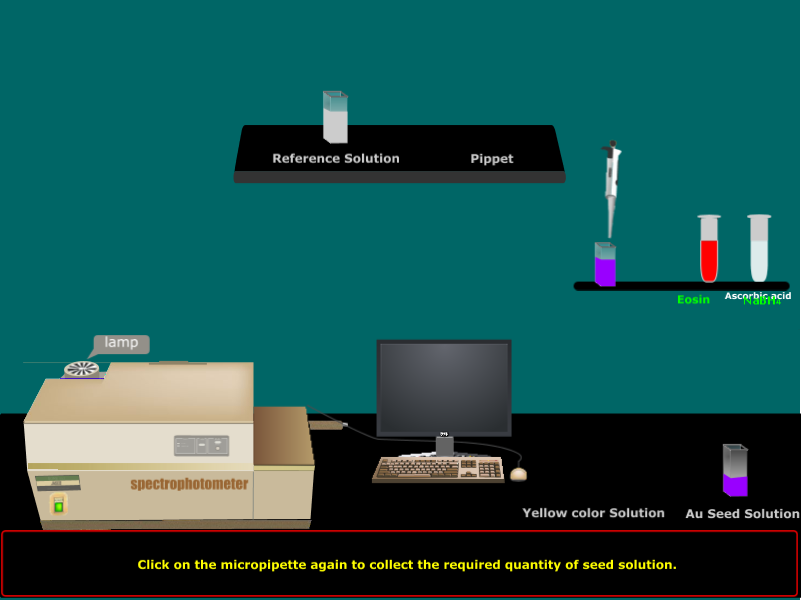 Reference Solution
Pippet
Ascorbic acid
Eosin
lamp
spectrophotometer
Yellow color Solution
Au Seed Solution
Click on the micropipette again to collect the required quantity of seed solution.